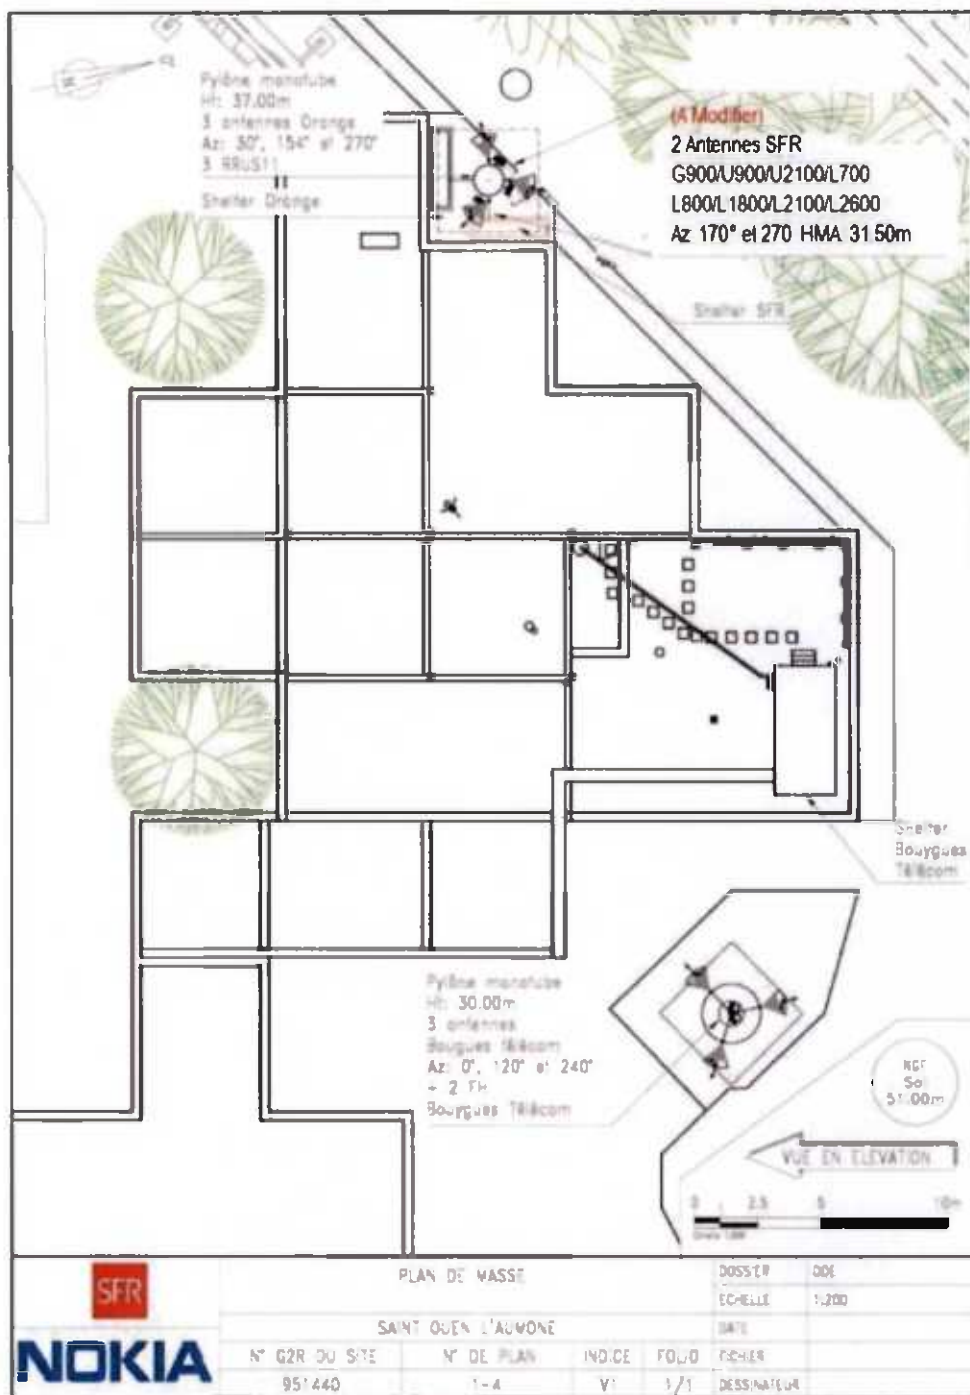 Pylône monotube
Ht: 37.00m
3 antennes Orange
Az: 30°, 154° et 270°
3 RRUS11
Shelter Orange
(A Modifier)
2 Antennes SFR
G900/U900/U2100/L700
L800/L1800/L2100/L2600
Az 170° et 270 HMA 31 50m
Shelter SFR
Shelter
Bouygues
Télécom
Pylône monotube
Ht: 30.00m
3 antennes
Bougues Télécom
Az: 0°, 120° et 240°
+ 2 FH
Bouygues Télécom
NGF
Sol
51.00m
VUE EN ELEVATION
0 2.5 5 10m
SFR
NOKIA
PLAN DE MASSE
SAINT OUEN L'AUMONE
N° G2R DU SITE
N° DE PLAN
INDICE
FOLIO
951440
1-4
V1
1/1
DOSSIER
ECHELLE 1:200
DATE
FICHIER
DESSINATEUR